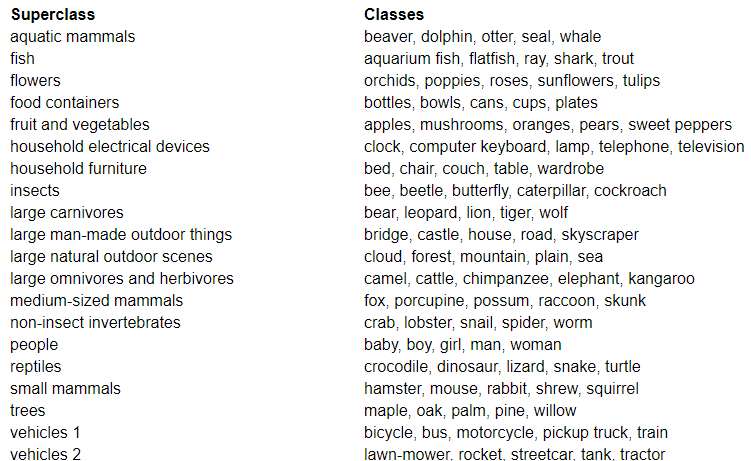 Superclass Classes
aquatic mammals beaver, dolphin, otter, seal, whale
fish aquarium fish, flatfish, ray, shark, trout
flowers orchids, poppies, roses, sunflowers, tulips
food containers bottles, bowls, cans, cups, plates
fruit and vegetables apples, mushrooms, oranges, pears, sweet peppers
household electrical devices clock, computer keyboard, lamp, telephone, television
household furniture bed, chair, couch, table, wardrobe
insects bee, beetle, butterfly, caterpillar, cockroach
large carnivores bear, leopard, lion, tiger, wolf
large man-made outdoor things bridge, castle, house, road, skyscraper
large natural outdoor scenes cloud, forest, mountain, plain, sea
large omnivores and herbivores camel, cattle, chimpanzee, elephant, kangaroo
medium-sized mammals fox, porcupine, possum, raccoon, skunk
non-insect invertebrates crab, lobster, snail, spider, worm
people baby, boy, girl, man, woman
reptiles crocodile, dinosaur, lizard, snake, turtle
small mammals hamster, mouse, rabbit, shrew, squirrel
trees maple, oak, palm, pine, willow
vehicles 1 bicycle, bus, motorcycle, pickup truck, train
vehicles 2 lawn-mower, rocket, streetcar, tank, tractor